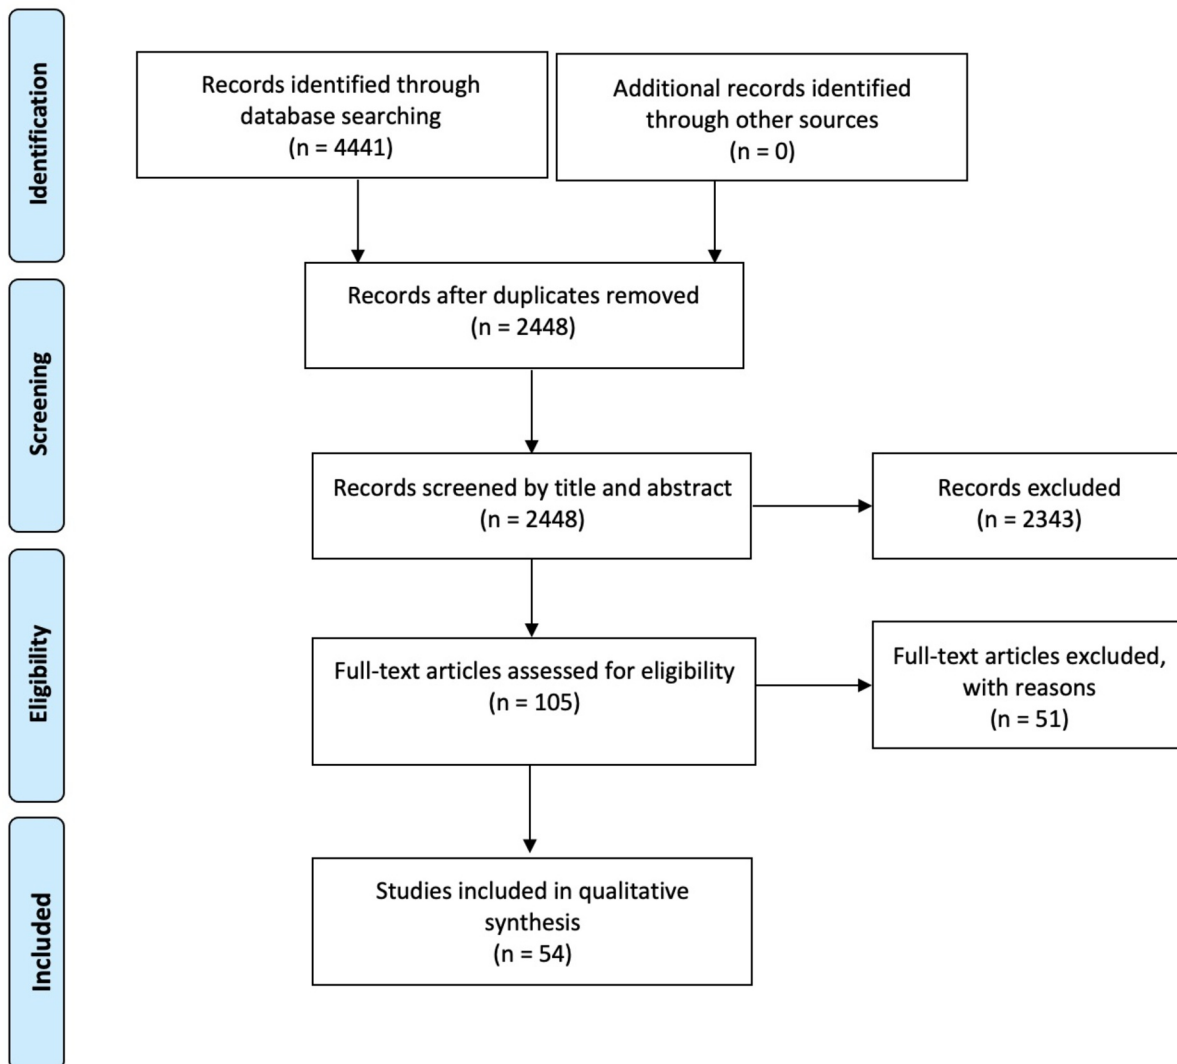 Identification
Records identified through
database searching
(n = 4441)
Additional records identified
through other sources
(n = 0)
Screening
Records after duplicates removed
(n = 2448)
Records screened by title and abstract
(n = 2448)
Records excluded
(n = 2343)
Eligibility
Full-text articles assessed for eligibility
(n = 105)
Full-text articles excluded,
with reasons
(n = 51)
Included
Studies included in qualitative
synthesis
(n = 54)